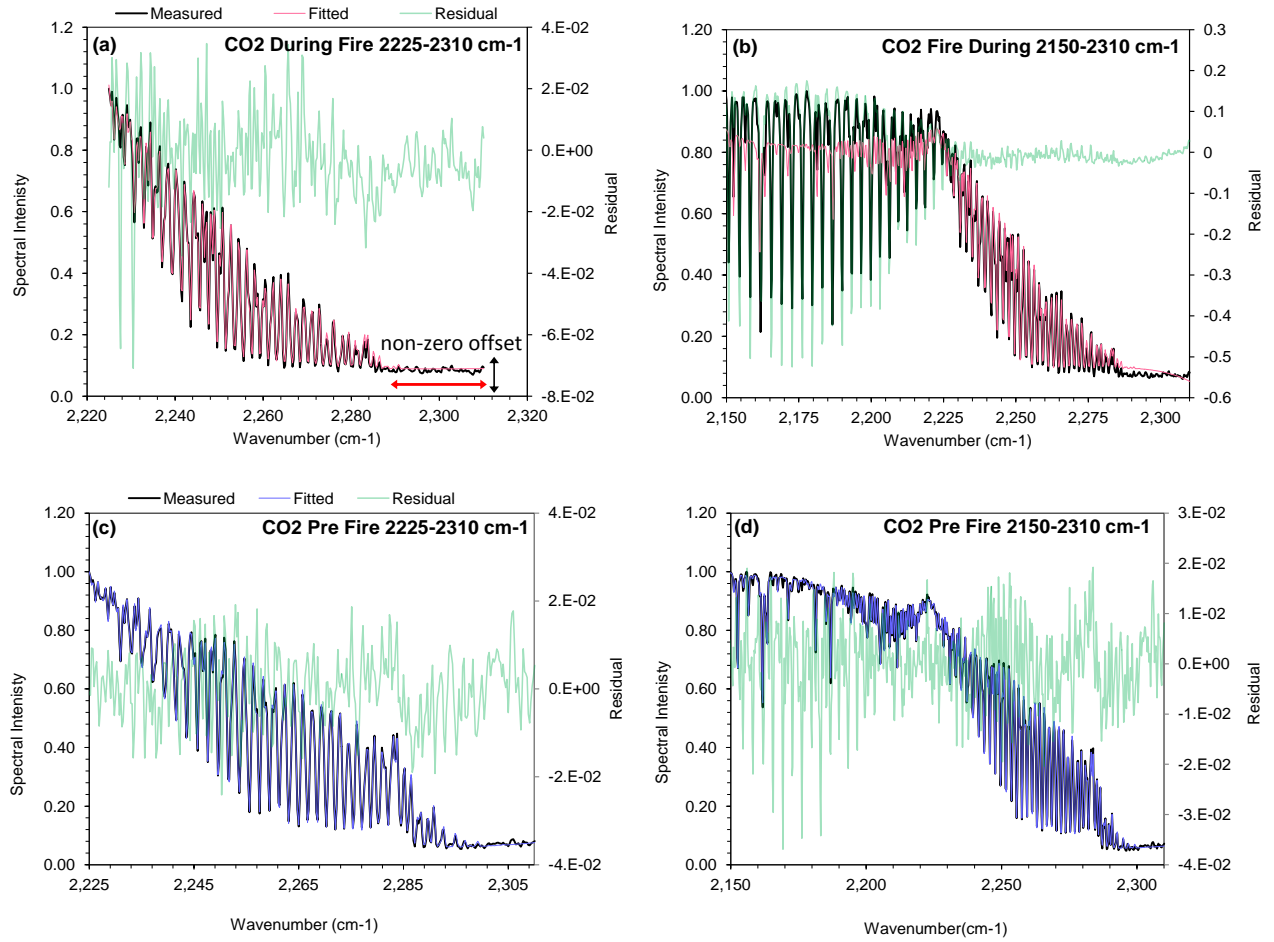 Measured Fitted Residual
(a) CO2 During Fire 2225-2310 cm-1
1.2
1.0
0.8
0.6
0.4
0.2
0.0
Spectral Intenisty
4.E-02
2.E-02
0.E+00
-2.E-02
-4.E-02
-6.E-02
-8.E-02
Residual
non-zero offset
2,220 2,240 2,260 2,280 2,300 2,320
Wavenumber (cm-1)
(b) CO2 Fire During 2150-2310 cm-1
1.20
1.00
0.80
0.60
0.40
0.20
0.00
Spectral Intenisty
0.3
0.2
0.1
0
-0.1
-0.2
-0.3
-0.4
-0.5
-0.6
Residual
2,150 2,175 2,200 2,225 2,250 2,275 2,300
Wavenumber (cm-1)
Measured Fitted Residual
(c) CO2 Pre Fire 2225-2310 cm-1
1.20
1.00
0.80
0.60
0.40
0.20
0.00
Spectral Intenisty
4.E-02
2.E-02
0.E+00
-2.E-02
-4.E-02
Residual
2,225 2,245 2,265 2,285 2,305
Wavenumber (cm-1)
(d) CO2 Pre Fire 2150-2310 cm-1
1.20
1.00
0.80
0.60
0.40
0.20
0.00
Spectral Intenisty
3.E-02
2.E-02
1.E-02
0.E+00
-1.E-02
-2.E-02
-3.E-02
-4.E-02
Residual
2,150 2,200 2,250 2,300
Wavenumber(cm-1)